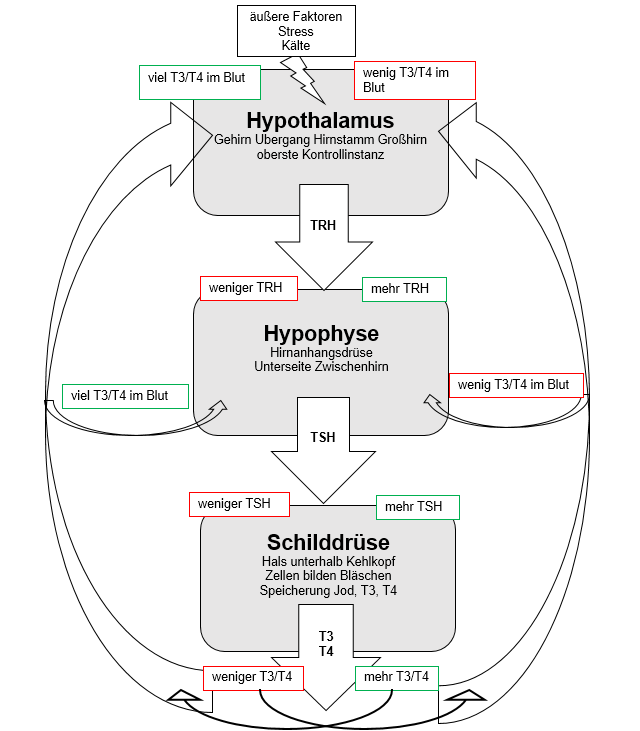 äußere Faktoren
Stress
Kälte
viel T3/T4 im Blut
wenig T3/T4 im
Blut
Hypothalamus
Gehirn Übergang Hirnstamm Großhirn
oberste Kontrollinstanz
TRH
weniger TRH
mehr TRH
Hypophyse
Hirnanhangsdrüse
Unterseite Zwischenhirn
viel T3/T4 im Blut
wenig T3/T4 im Blut
TSH
weniger TSH
mehr TSH
Schilddrüse
Hals unterhalb Kehlkopf
Zellen bilden Bläschen
Speicherung Jod, T3, T4
T3
T4
weniger T3/T4
mehr T3/T4